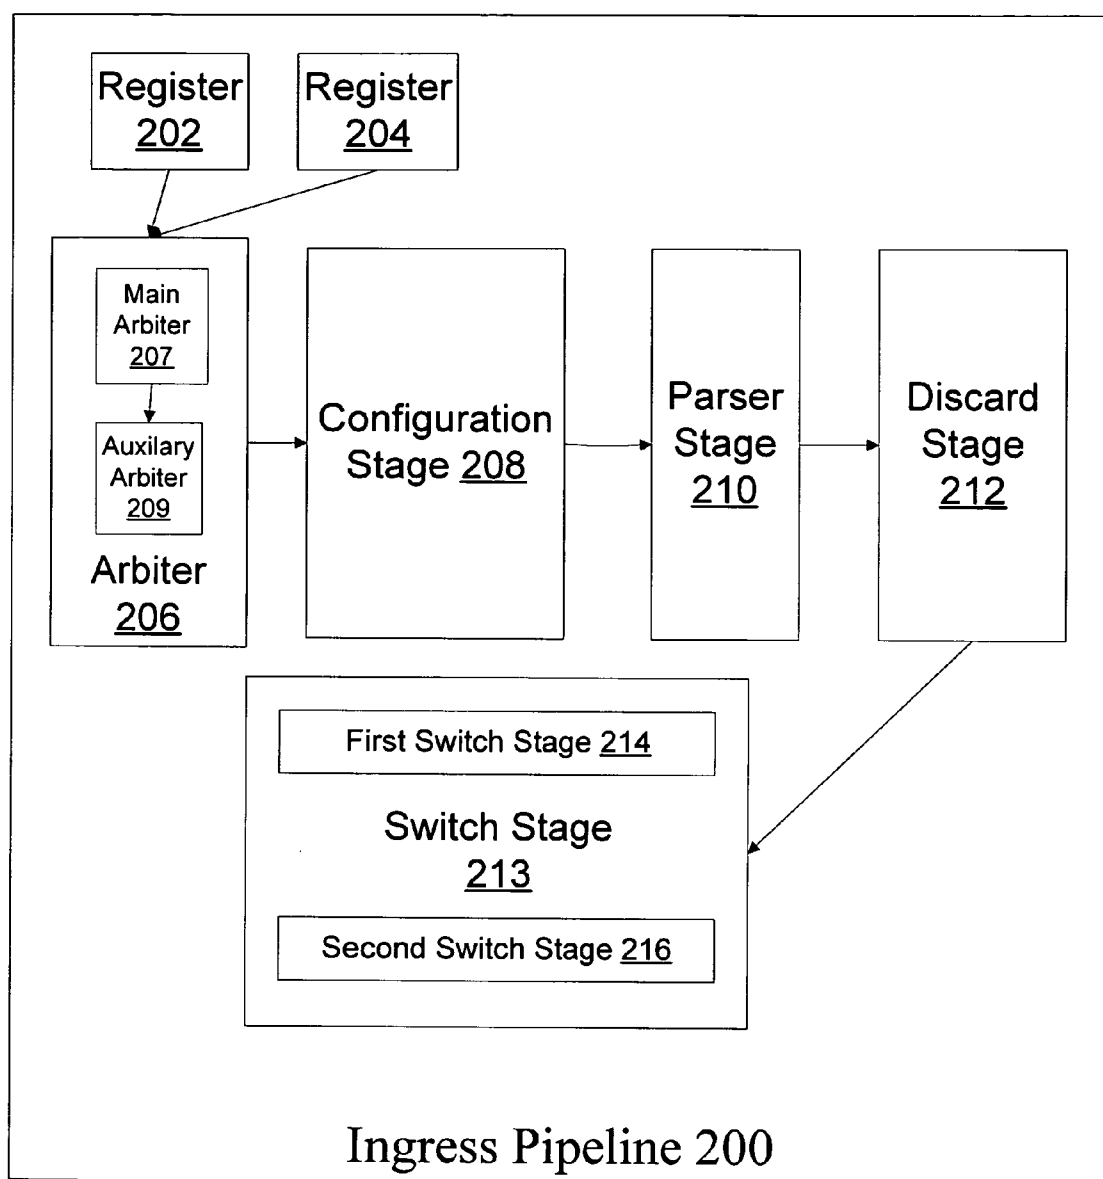 Register
202
Register
204
Main
Arbiter
207
Auxilary
Arbiter
209
Arbiter
206
Configuration
Stage 208
Parser
Stage
210
Discard
Stage
212
First Switch Stage 214
Switch Stage
213
Second Switch Stage 216
Ingress Pipeline 200